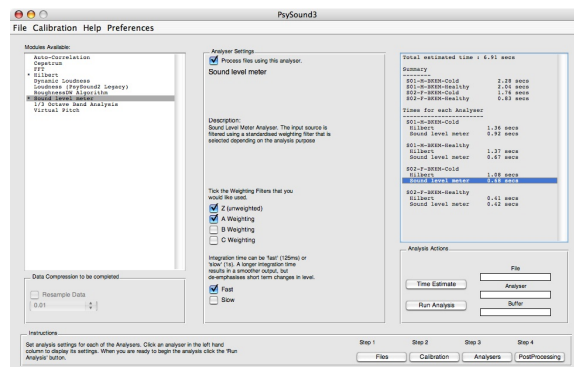 PsySound3
File Calibration Help Preferences
Modules Available:
Auto-Correlation
Cepstrum
FFT
* Hilbert
Dynamic Loudness
Loudness (PsySound2 Legacy)
RoughnessDW Algorithm
* Sound level meter
1/3 Octave Band Analysis
Virtual Pitch
Data Compression to be completed
Resample Data
0.01
Analyser Settings
Process files using this analyser.
Sound level meter
Description:
Sound Level Meter Analyser. The input source is
filtered using a standardised weighting filter that is
selected depending on the analysis purpose
Tick the Weighting Filters that you
would like used.
Z (unweighted)
A Weighting
B Weighting
C Weighting
Integration time can be 'fast' (125ms) or
'slow' (1s). A longer integration time
results in a smoother output, but
de-emphasises short term changes in level.
Fast
Slow
Total estimated time : 6.91 secs
Summary
--------
S01-M-BKEM-Cold 2.28 secs
S01-M-BKEM-Healthy 2.04 secs
S02-F-BKEM-Cold 1.76 secs
S02-F-BKEM-Healthy 0.83 secs
Times for each Analyser
-----------------------
S01-M-BKEM-Cold
Hilbert 1.36 secs
Sound level meter 0.92 secs
S01-M-BKEM-Healthy
Hilbert 1.37 secs
Sound level meter 0.67 secs
S02-F-BKEM-Cold
Hilbert 1.08 secs
Sound level meter 0.68 secs
S02-F-BKEM-Healthy
Hilbert 0.41 secs
Sound level meter 0.42 secs
Analysis Actions
Time Estimate
Run Analysis
File
Analyser
Buffer
Instructions
Set analysis settings for each of the Analysers. Click an analyser in the left hand
column to display its settings. When you are ready to begin the analysis click the 'Run
Analysis' button.
Step 1 Step 2 Step 3 Step 4
Files Calibration Analysers PostProcessing